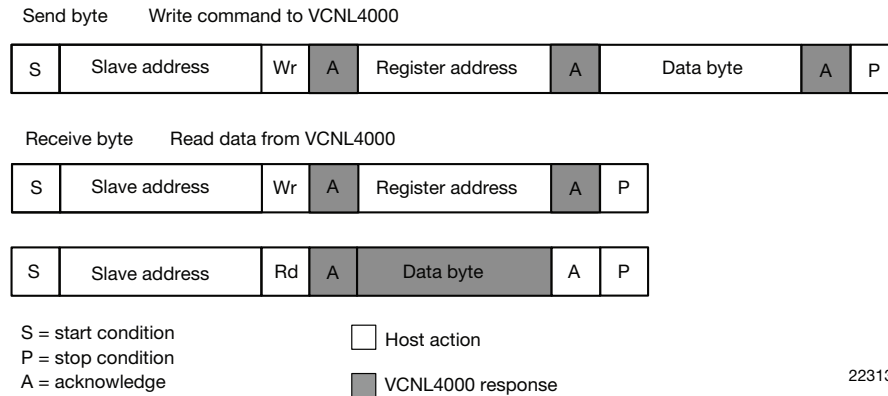 Send byte Write command to VCNL4000
S Slave address Wr A Register address A Data byte A P
Receive byte Read data from VCNL4000
S Slave address Wr A Register address A P
S Slave address Rd A Data byte A P
S = start condition
P = stop condition
A = acknowledge
Host action
VCNL4000 response
22313